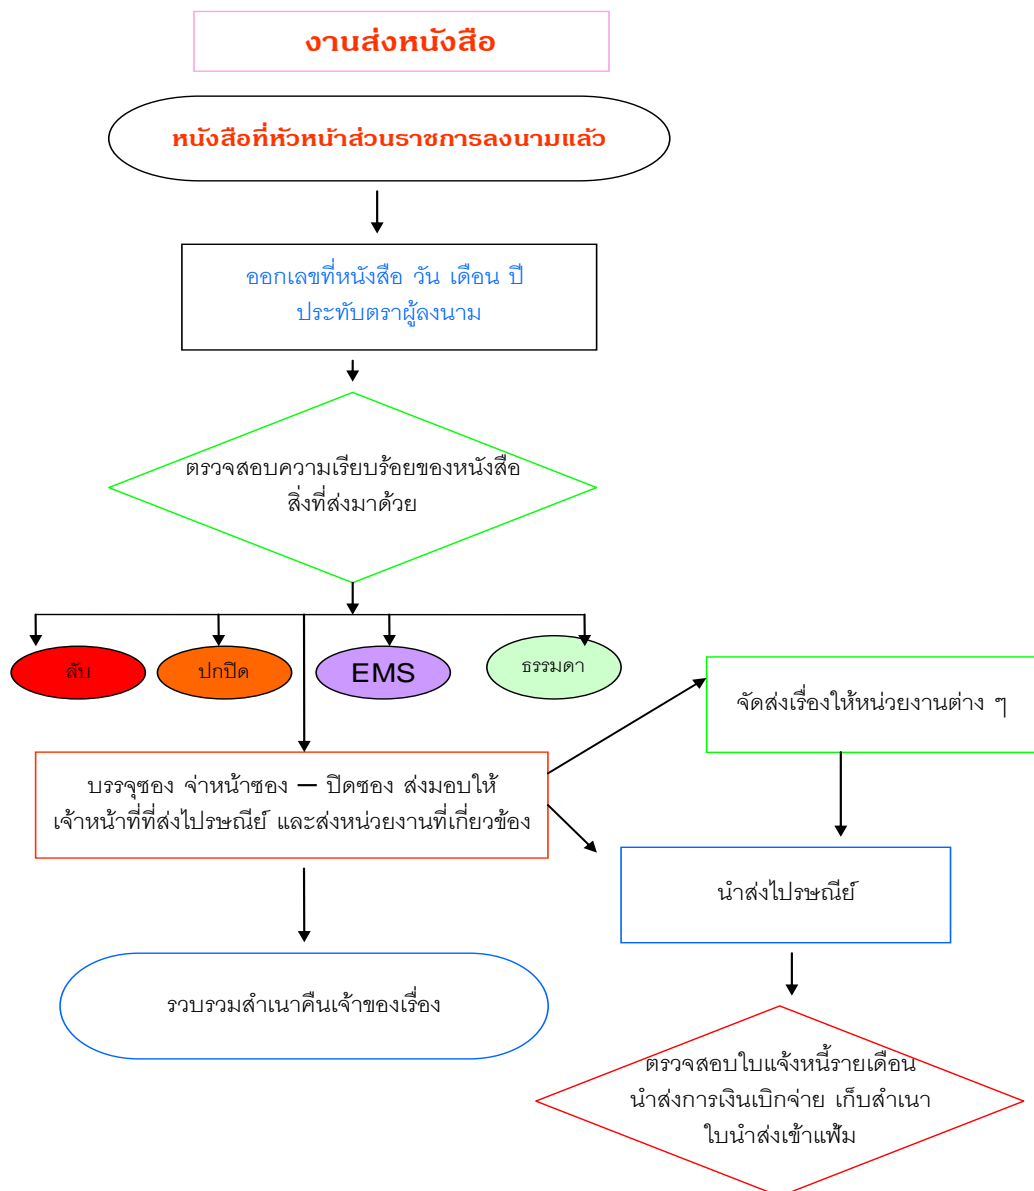 งานส่งหนังสือ
หนังสือที่หัวหน้าส่วนราชการลงนามแล้ว
ออกเลขที่หนังสือ วัน เดือน ปี
ประทับตราผู้ลงนาม
ตรวจสอบความเรียบร้อยของหนังสือ
สิ่งที่ส่งมาด้วย
ลับ
ปกปิด
EMS
ธรรมดา
จัดส่งเรื่องให้หน่วยงานต่าง ๆ
บรรจุซอง จ่าหน้าซอง – ปิดซอง ส่งมอบให้
เจ้าหน้าที่ที่ส่งไปรษณีย์ และส่งหน่วยงานที่เกี่ยวข้อง
นำส่งไปรษณีย์
รวบรวมสำเนาคืนเจ้าของเรื่อง
ตรวจสอบใบแจ้งหนี้รายเดือน
นำส่งการเงินเบิกจ่าย เก็บสำเนา
ใบนำส่งเข้าแฟ้ม